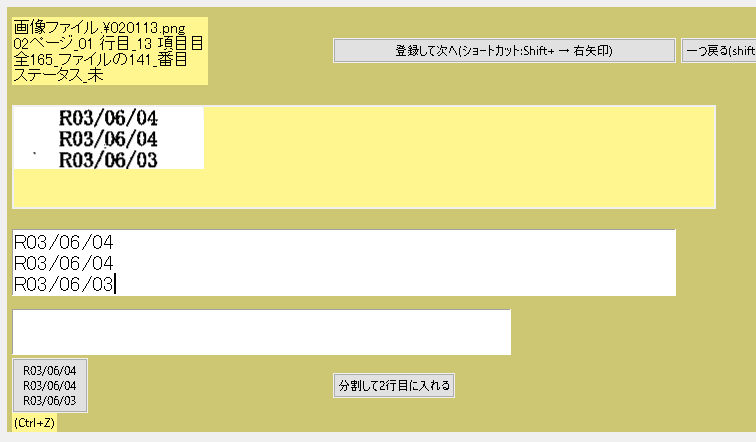 画像ファイル.¥020113.png
02ページ_01 行目_13 項目目
全165_ファイルの141_番目
ステータス_未
登録して次へ(ショートカット:Shift+ → 右矢印)
一つ戻る(shift
R03/06/04
R03/06/04
R03/06/03
R03/06/04
R03/06/04
R03/06/03
R03/06/04
R03/06/04
R03/06/03
分割して2行目に入れる
(Ctrl+Z)